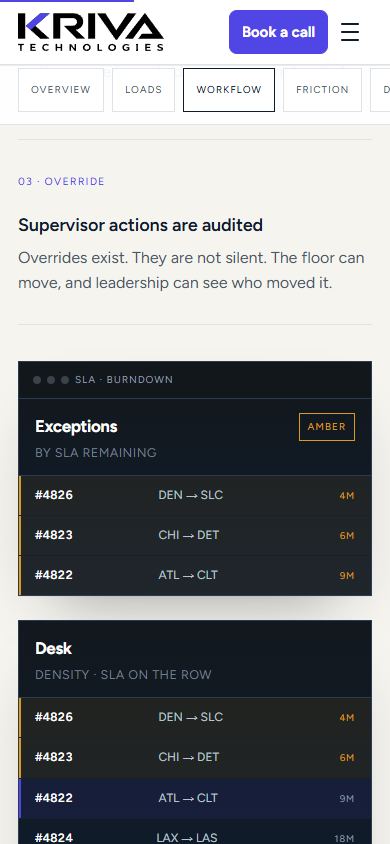 KRIVA
TECHNOLOGIES
Book a call
OVERVIEW
LOADS
WORKFLOW
FRICTION
03 · OVERRIDE
Supervisor actions are audited
Overrides exist. They are not silent. The floor can
move, and leadership can see who moved it.
SLA · BURNDOWN
Exceptions
AMBER
BY SLA REMAINING
#4826 DEN → SLC 4M
#4823 CHI → DET 6M
#4822 ATL → CLT 9M
Desk
DENSITY · SLA ON THE ROW
#4826 DEN → SLC 4M
#4823 CHI → DET 6M
#4822 ATL → CLT 9M
#4824 LAX → LAS 18M